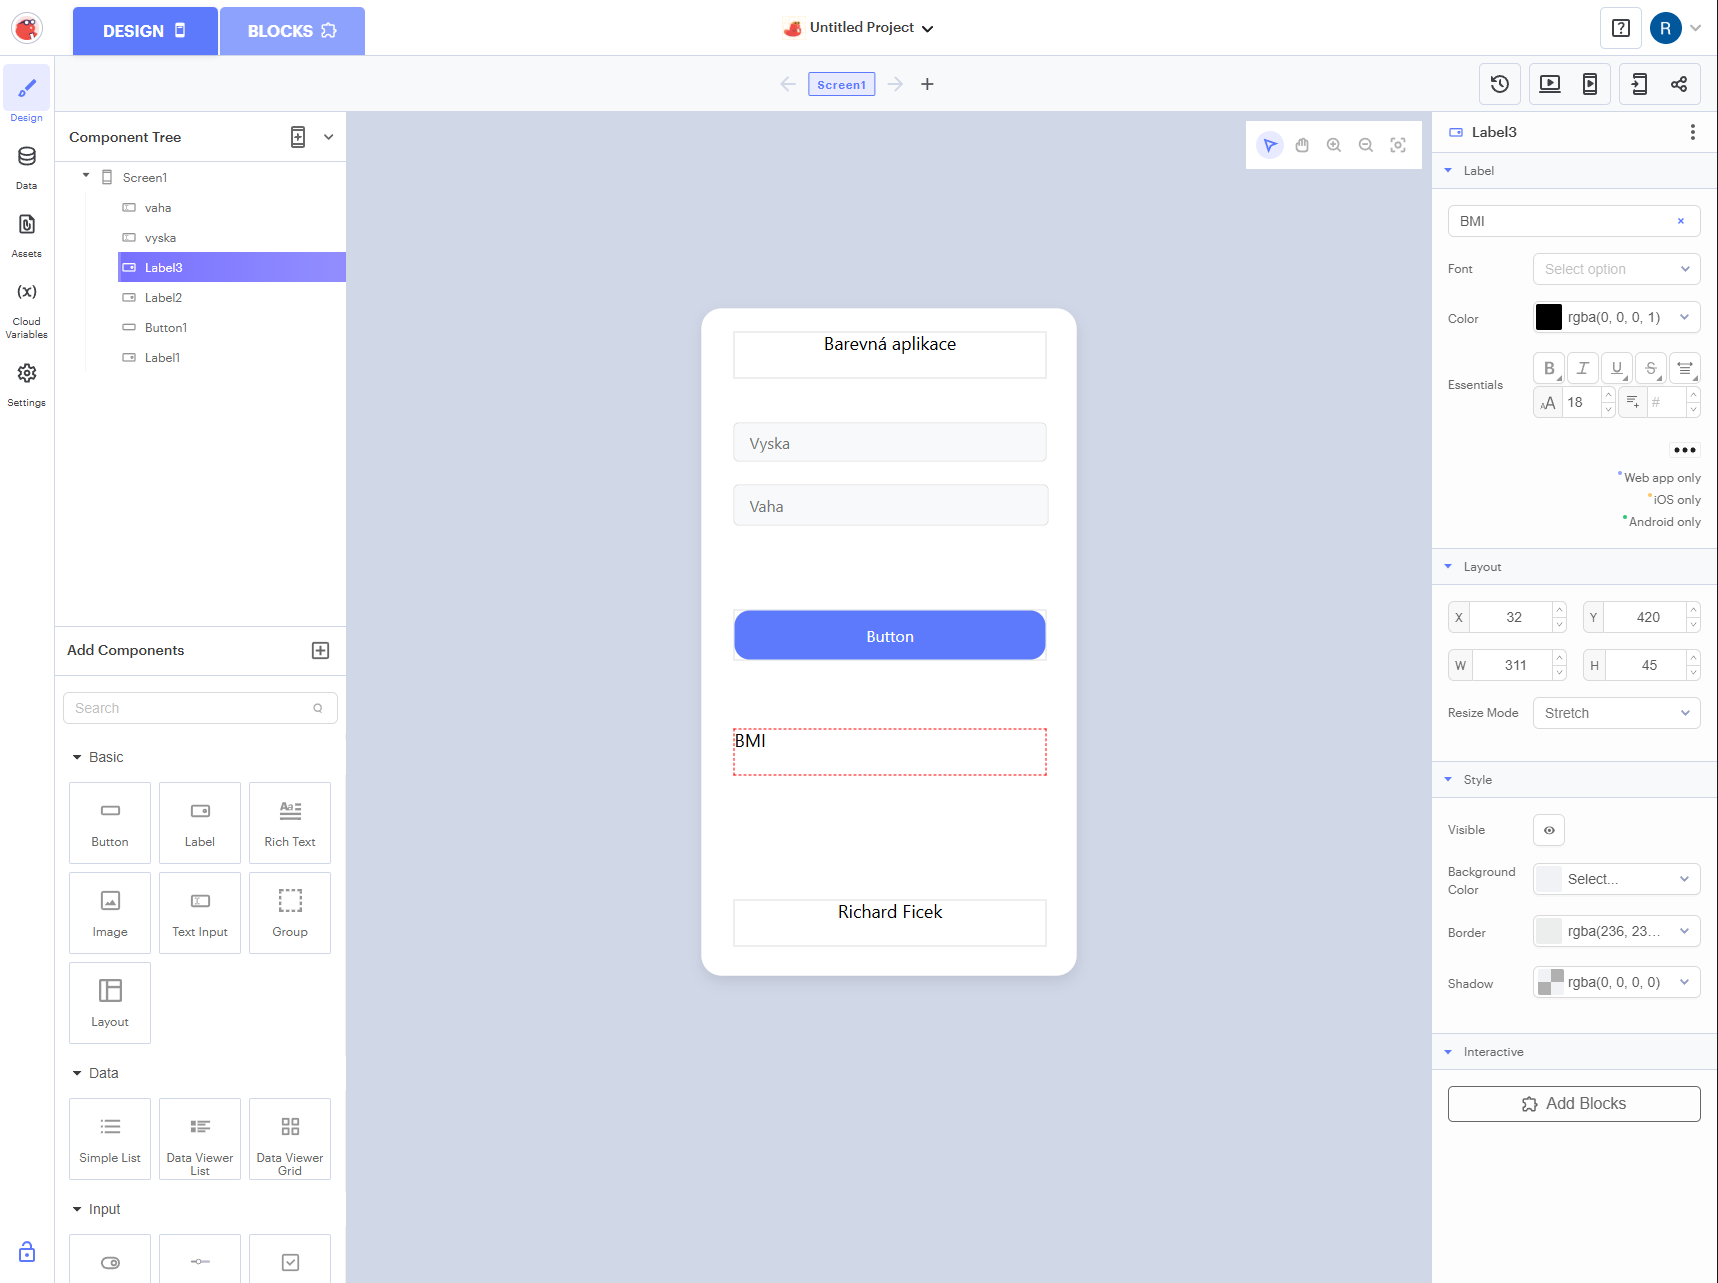 DESIGN
BLOCKS
Untitled Project
R
Screen1
Design
Data
Assets
Cloud
Variables
Settings
Component Tree
Screen1
vaha
vyska
Label3
Label2
Button1
Label1
Add Components
Search
Basic
Button
Label
Rich Text
Image
Text Input
Group
Layout
Data
Simple List
Data Viewer
List
Data Viewer
Grid
Input
Barevná aplikace
Vyska
Vaha
Button
BMI
Richard Ficek
Label3
Label
BMI
Font
Select option
Color
rgba(0, 0, 0, 1)
Essentials
B I U S
AA 18 #
•••
Web app only
iOS only
Android only
Layout
X 32 Y 420
W 311 H 45
Resize Mode Stretch
Style
Visible
Background
Color
Select...
Border
rgba(236, 23...
Shadow
rgba(0, 0, 0, 0)
Interactive
Add Blocks